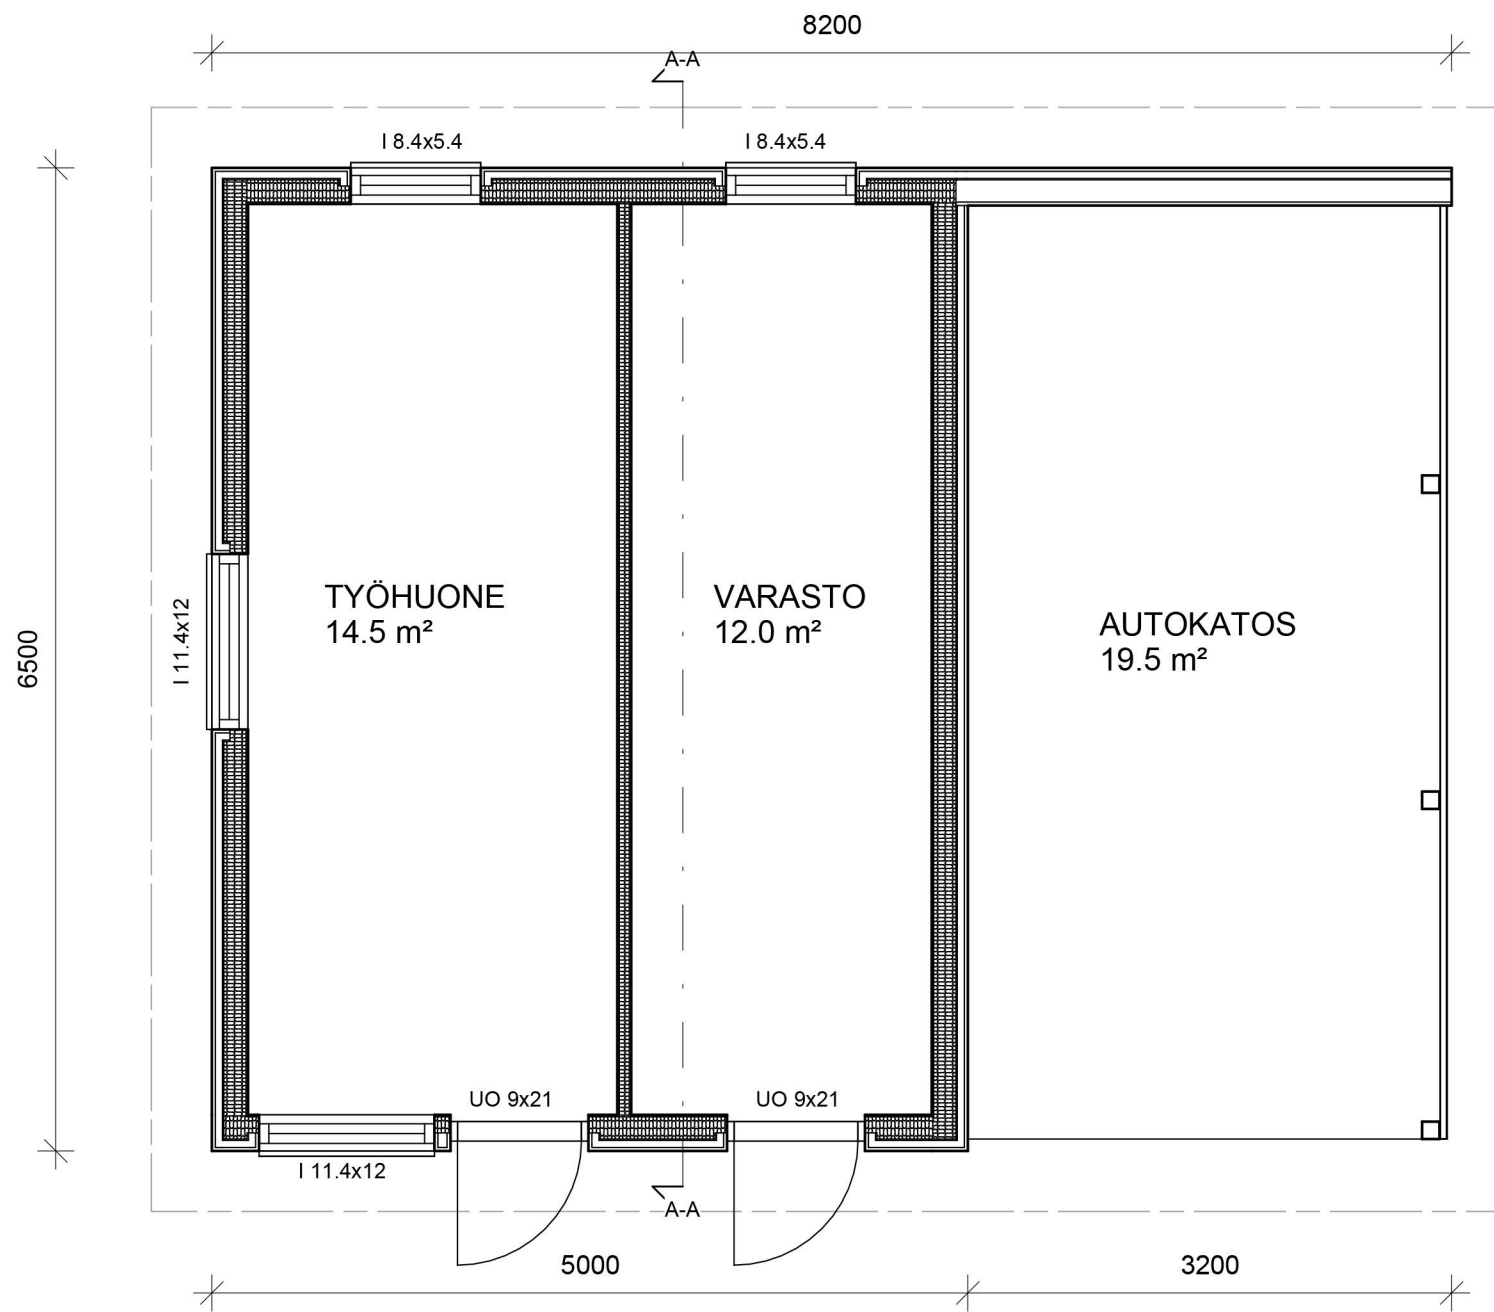 8200
A-A
I 8.4x5.4
I 8.4x5.4
6500
I 11.4x12
TYÖHUONE
14.5 m²
VARASTO
12.0 m²
AUTOKATOS
19.5 m²
UO 9x21
UO 9x21
I 11.4x12
A-A
5000
3200